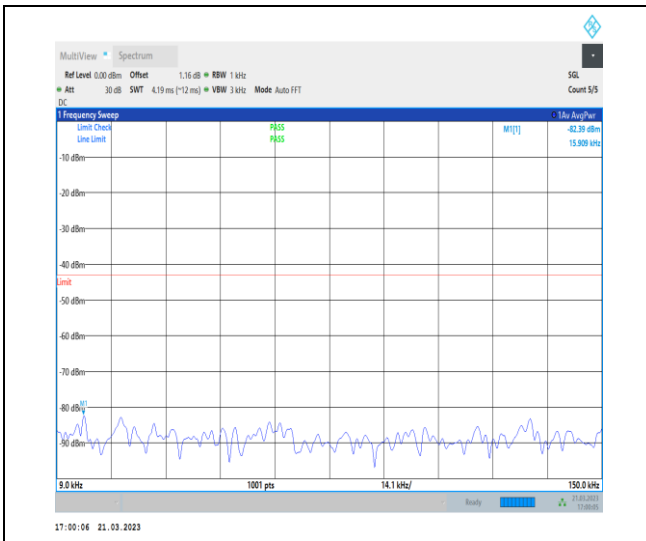 MultiView Spectrum
Ref Level 0.00 dBm Offset 1.16 dB RBW 1 kHz SGL
Att 30 dB SWT 4.19 ms (~12 ms) VBW 3 kHz Mode Auto FFT Count 5/5
DC
1 Frequency Sweep 1Av AvgPwr
Limit Check PASS M1[1] -82.39 dBm
Line Limit PASS 15.909 kHz
-10 dBm
-20 dBm
-30 dBm
-40 dBm
Limit
-50 dBm
-60 dBm
-70 dBm
-80 dBm M1
-90 dBm
9.0 kHz 1001 pts 14.1 kHz/ 150.0 kHz
Ready 21.03.2023
17:00:05
17:00:06 21.03.2023